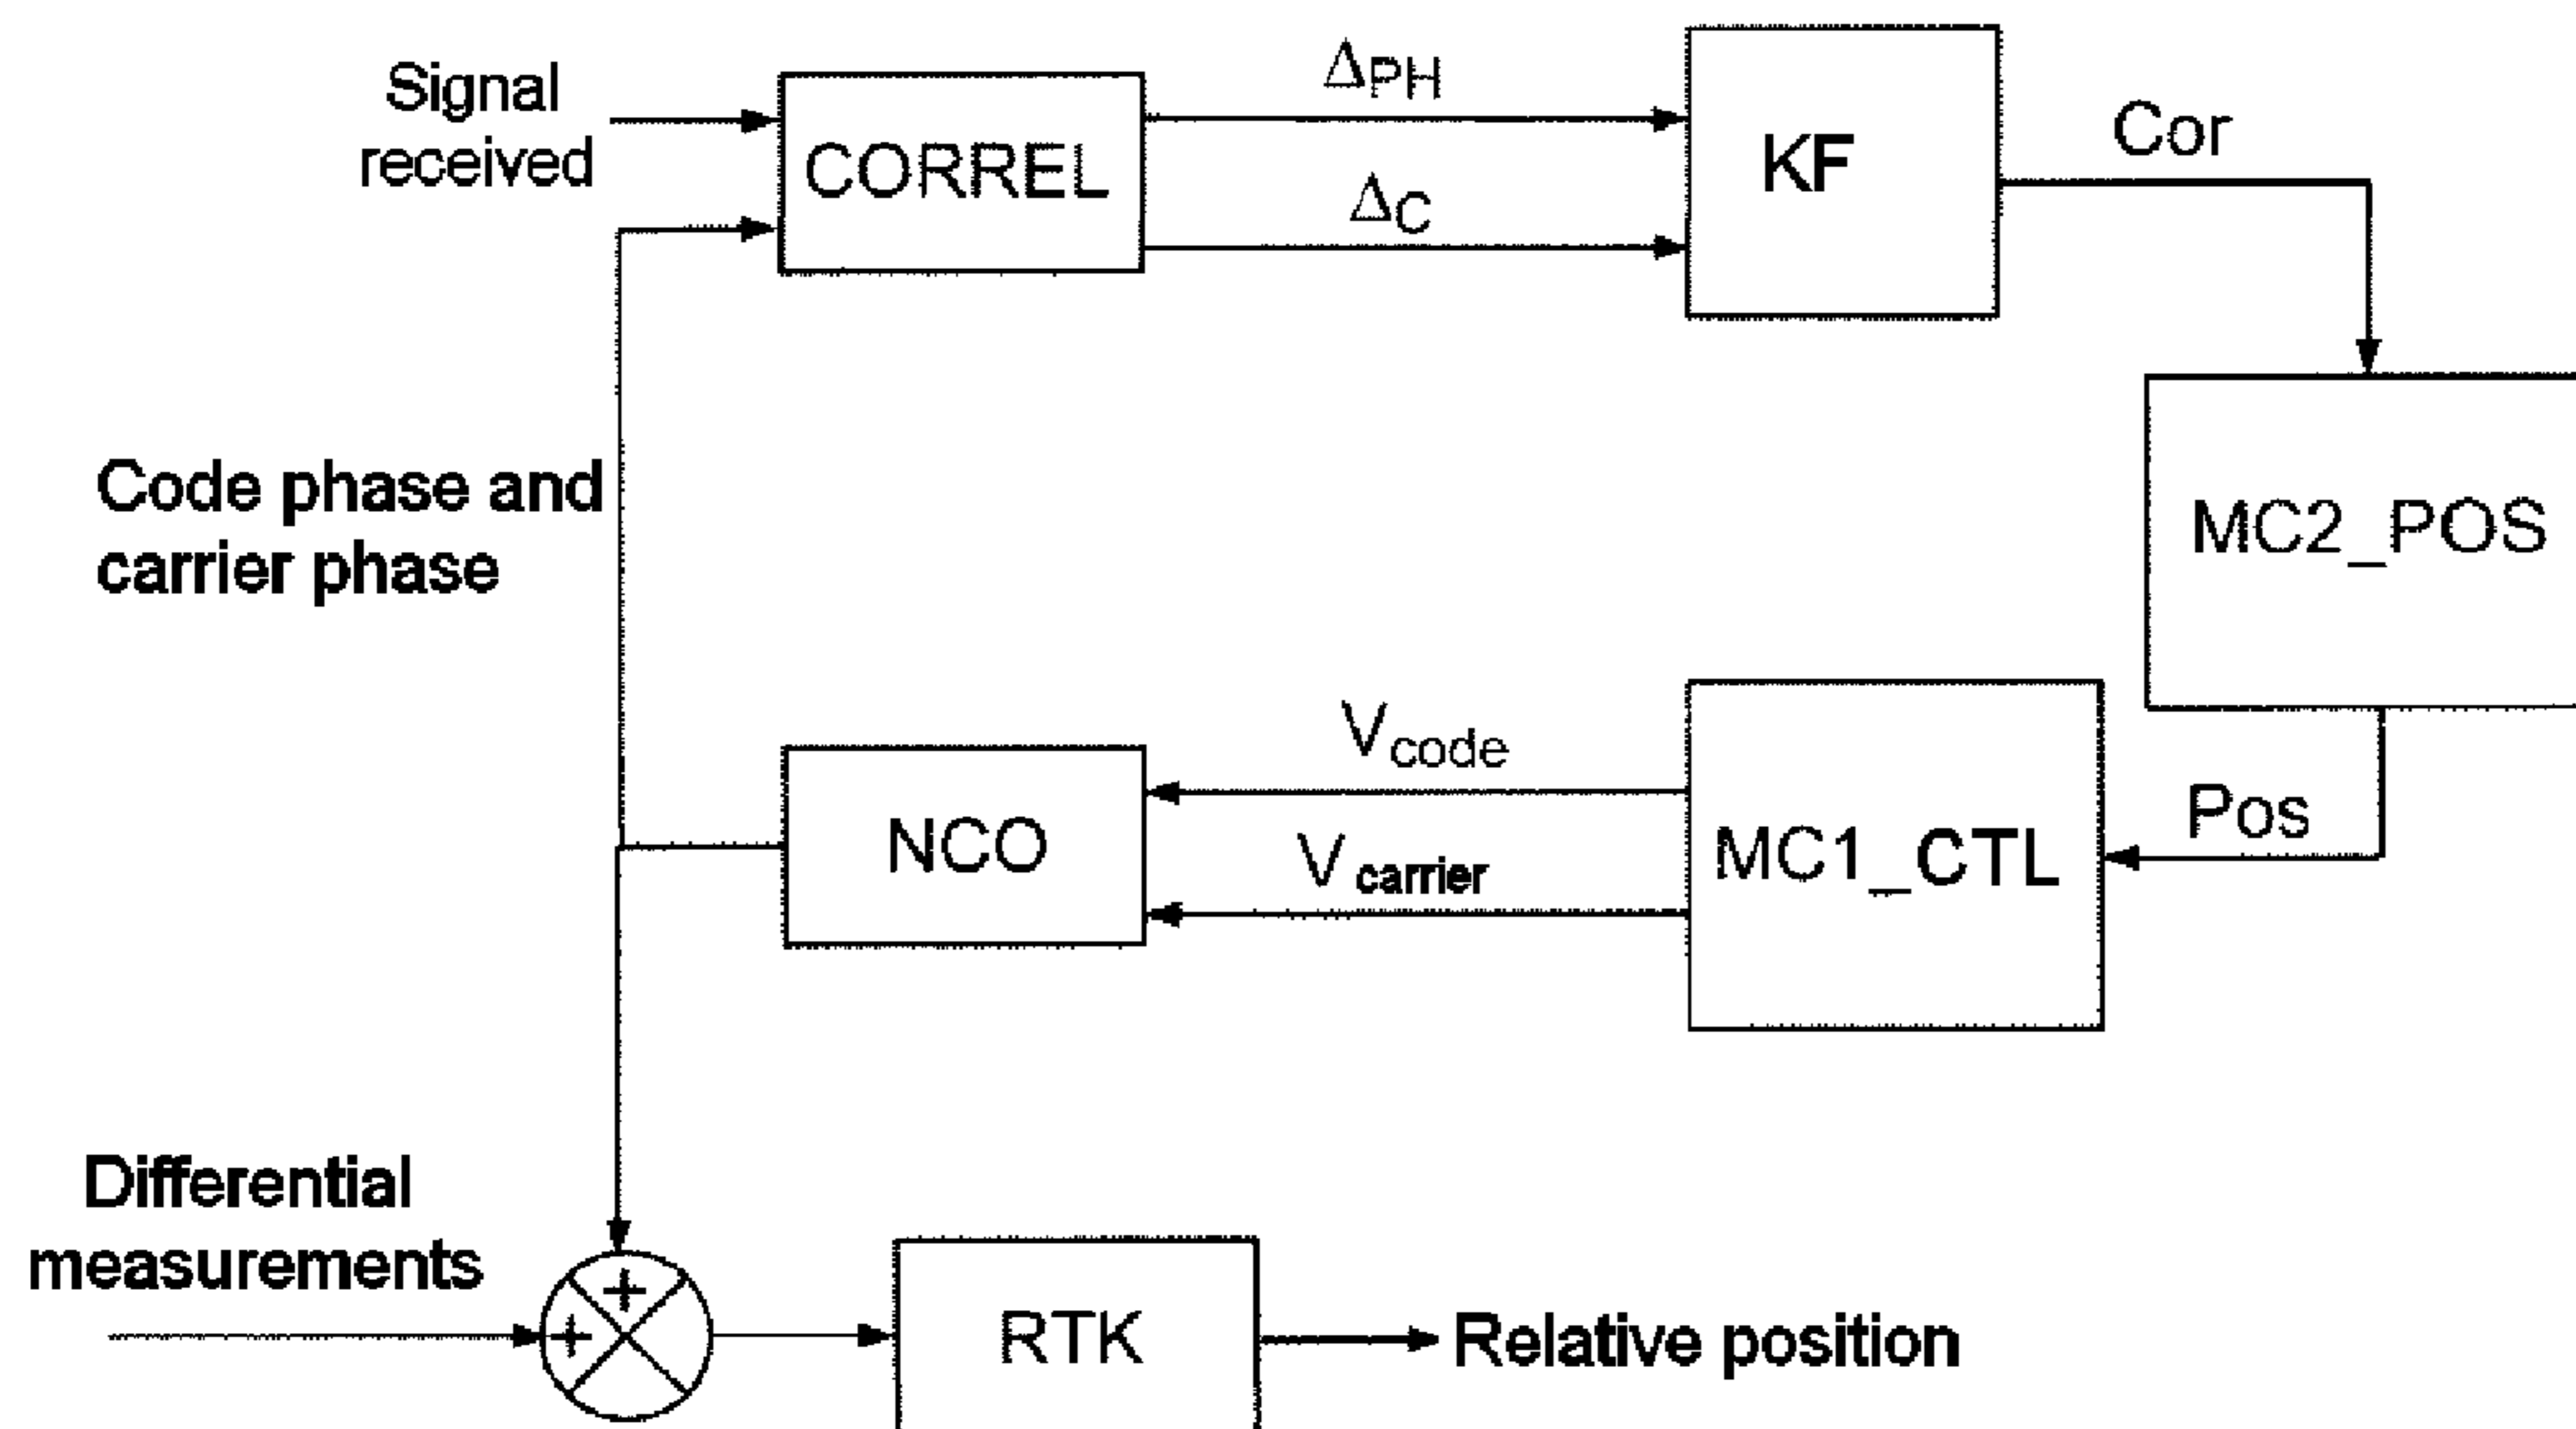 Signal
received
CORREL
ΔPH
ΔC
KF
Cor
MC2_POS
Code phase and
carrier phase
NCO
Vcode
Vcarrier
MC1_CTL
Pos
Differential
measurements
+
+
RTK
Relative position